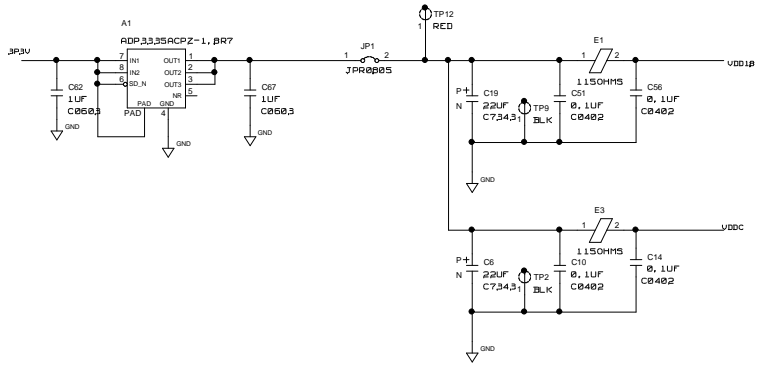 A1
ADP3335ACPZ-1.8R7
3P3V
7 IN1 OUT1 1
8 IN2 OUT2 2
6 SD_N OUT3 3
NR 5
PAD GND
PAD 4
C62
1UF
C0603
GND
GND
C67
1UF
C0603
GND
JP1
1 2
JPR0805
TP12
1 RED
E1
1 2
115OHMS
VDD18
P+ C19
N 22UF
C7343
TP9
1 BLK
C51
0.1UF
C0402
C56
0.1UF
C0402
GND
E3
1 2
115OHMS
VDDC
P+ C6
N 22UF
C7343
TP2
1 BLK
C10
0.1UF
C0402
C14
0.1UF
C0402
GND